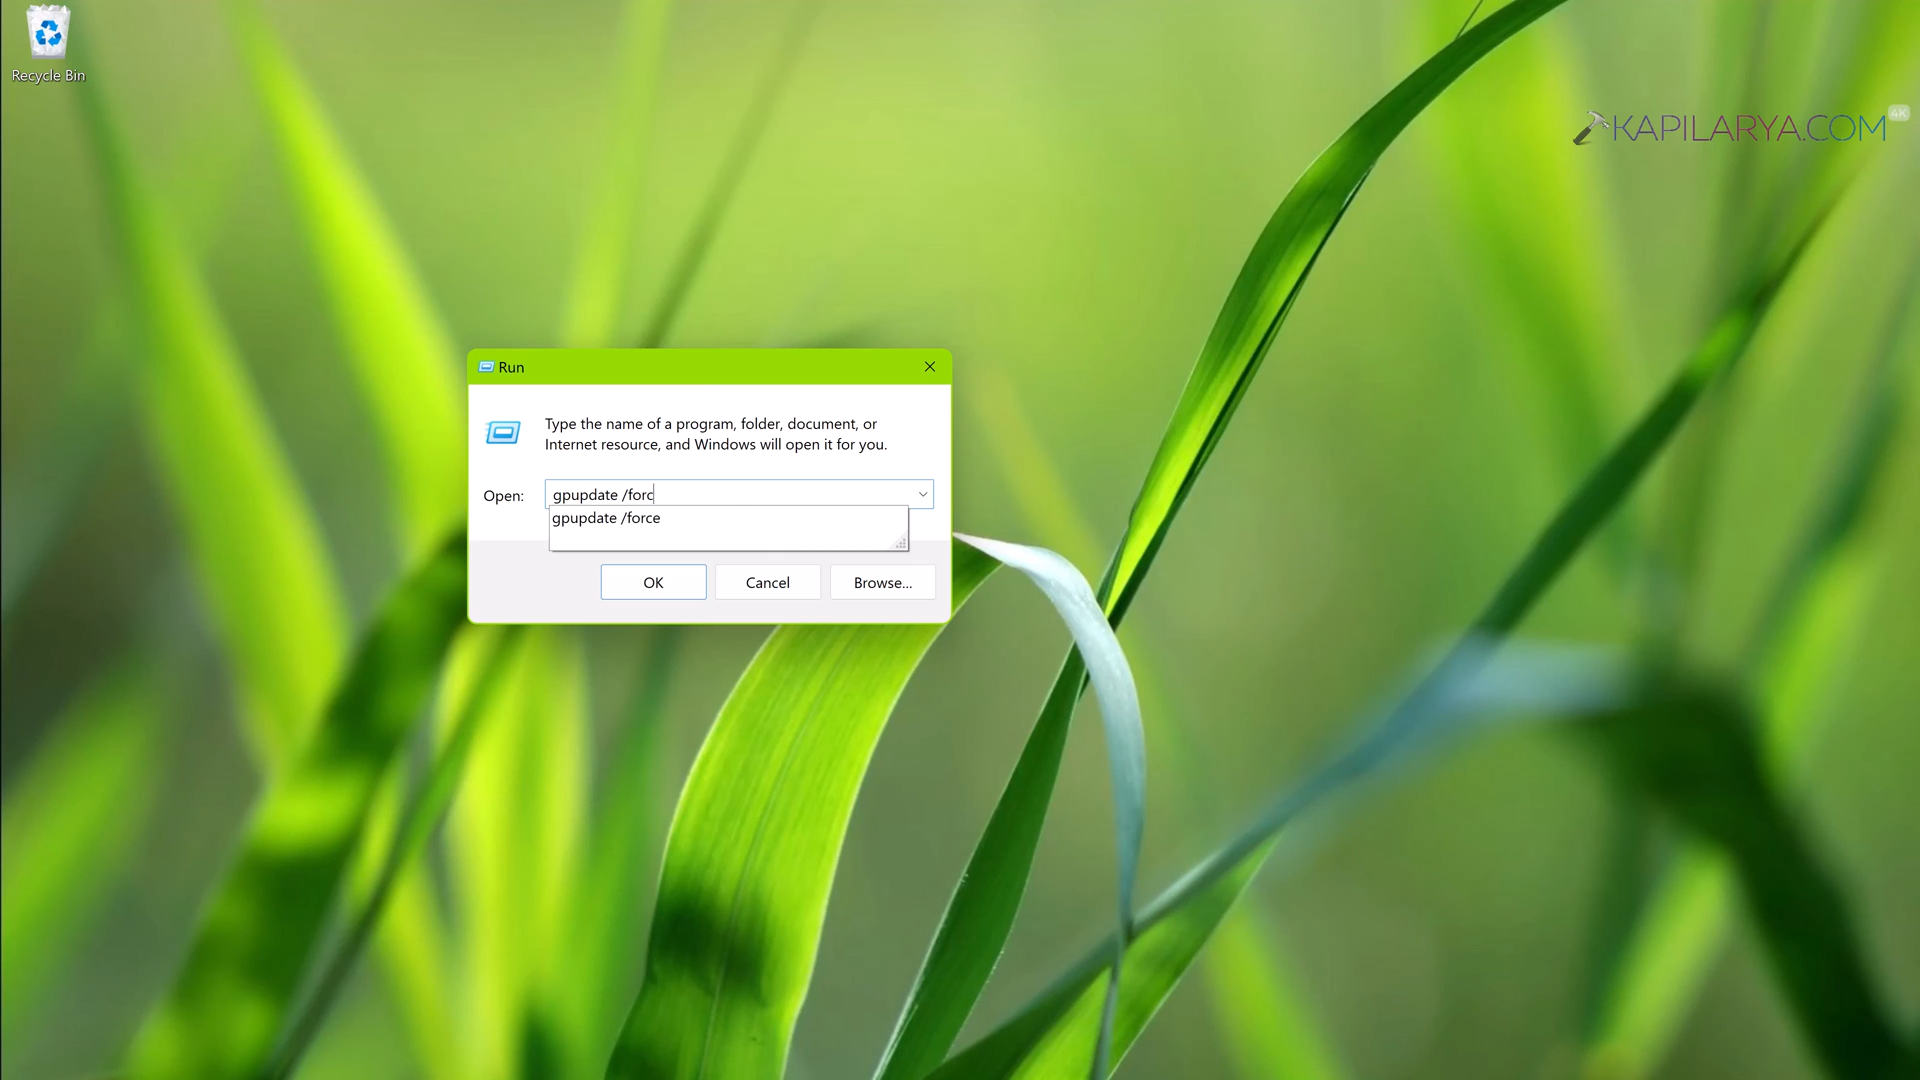 Recycle Bin
KAPILARYA.COM
4K
Run
Type the name of a program, folder, document, or
Internet resource, and Windows will open it for you.
Open:
gpupdate /forc
gpupdate /force
OK
Cancel
Browse...